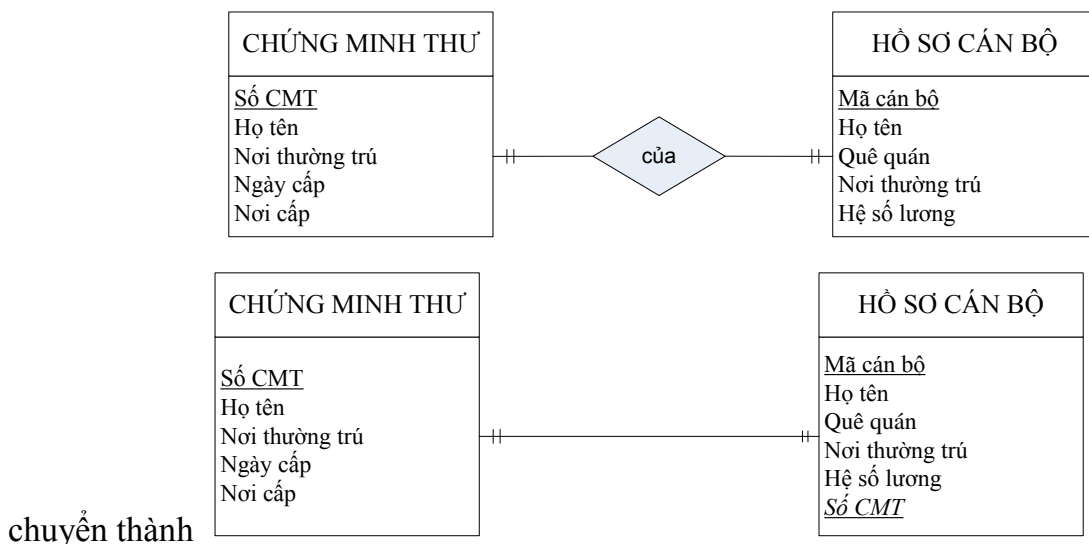 CHỨNG MINH THƯ
Số CMT
Họ tên
Nơi thường trú
Ngày cấp
Nơi cấp
của
HỒ SƠ CÁN BỘ
Mã cán bộ
Họ tên
Quê quán
Nơi thường trú
Hệ số lương
CHỨNG MINH THƯ
Số CMT
Họ tên
Nơi thường trú
Ngày cấp
Nơi cấp
HỒ SƠ CÁN BỘ
Mã cán bộ
Họ tên
Quê quán
Nơi thường trú
Hệ số lương
Số CMT
chuyển thành